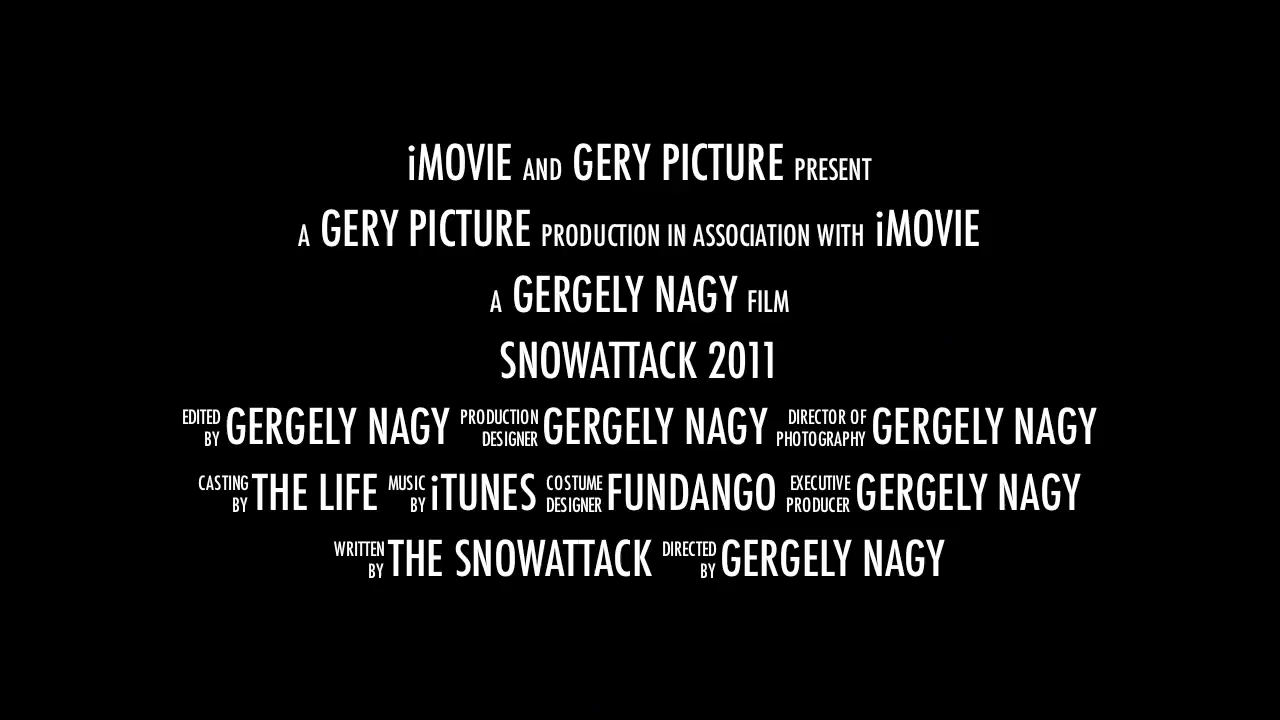 iMOVIE AND GERY PICTURE PRESENT
A GERY PICTURE PRODUCTION IN ASSOCIATION WITH iMOVIE
A GERGELY NAGY FILM
SNOWATTACK 2011
EDITED BY GERGELY NAGY PRODUCTION DESIGNER GERGELY NAGY DIRECTOR OF PHOTOGRAPHY GERGELY NAGY
CASTING BY THE LIFE MUSIC BY iTUNES COSTUME DESIGNER FUNDANGO EXECUTIVE PRODUCER GERGELY NAGY
WRITTEN BY THE SNOWATTACK DIRECTED BY GERGELY NAGY